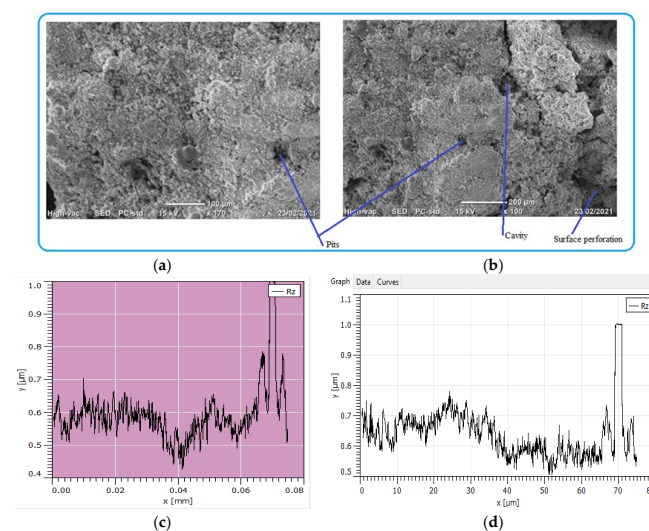 100 µm
High-vac. SED PC-std. 15 kV x 170 23/02/2021
200 µm
High-vac. SED PC-std. 15 kV x 100 23/02/2021
Pits
Cavity
Surface perforation
(a)
(b)
Rz
1.0
0.9
0.8
0.7
0.6
0.5
0.4
y [µm]
0.00 0.02 0.04 0.06 0.08
x [mm]
Graph Data Curves
Rz
1.1
1.0
0.9
0.8
0.7
0.6
0.5
y [µm]
0 10 20 30 40 50 60 70
x [µm]
(c)
(d)